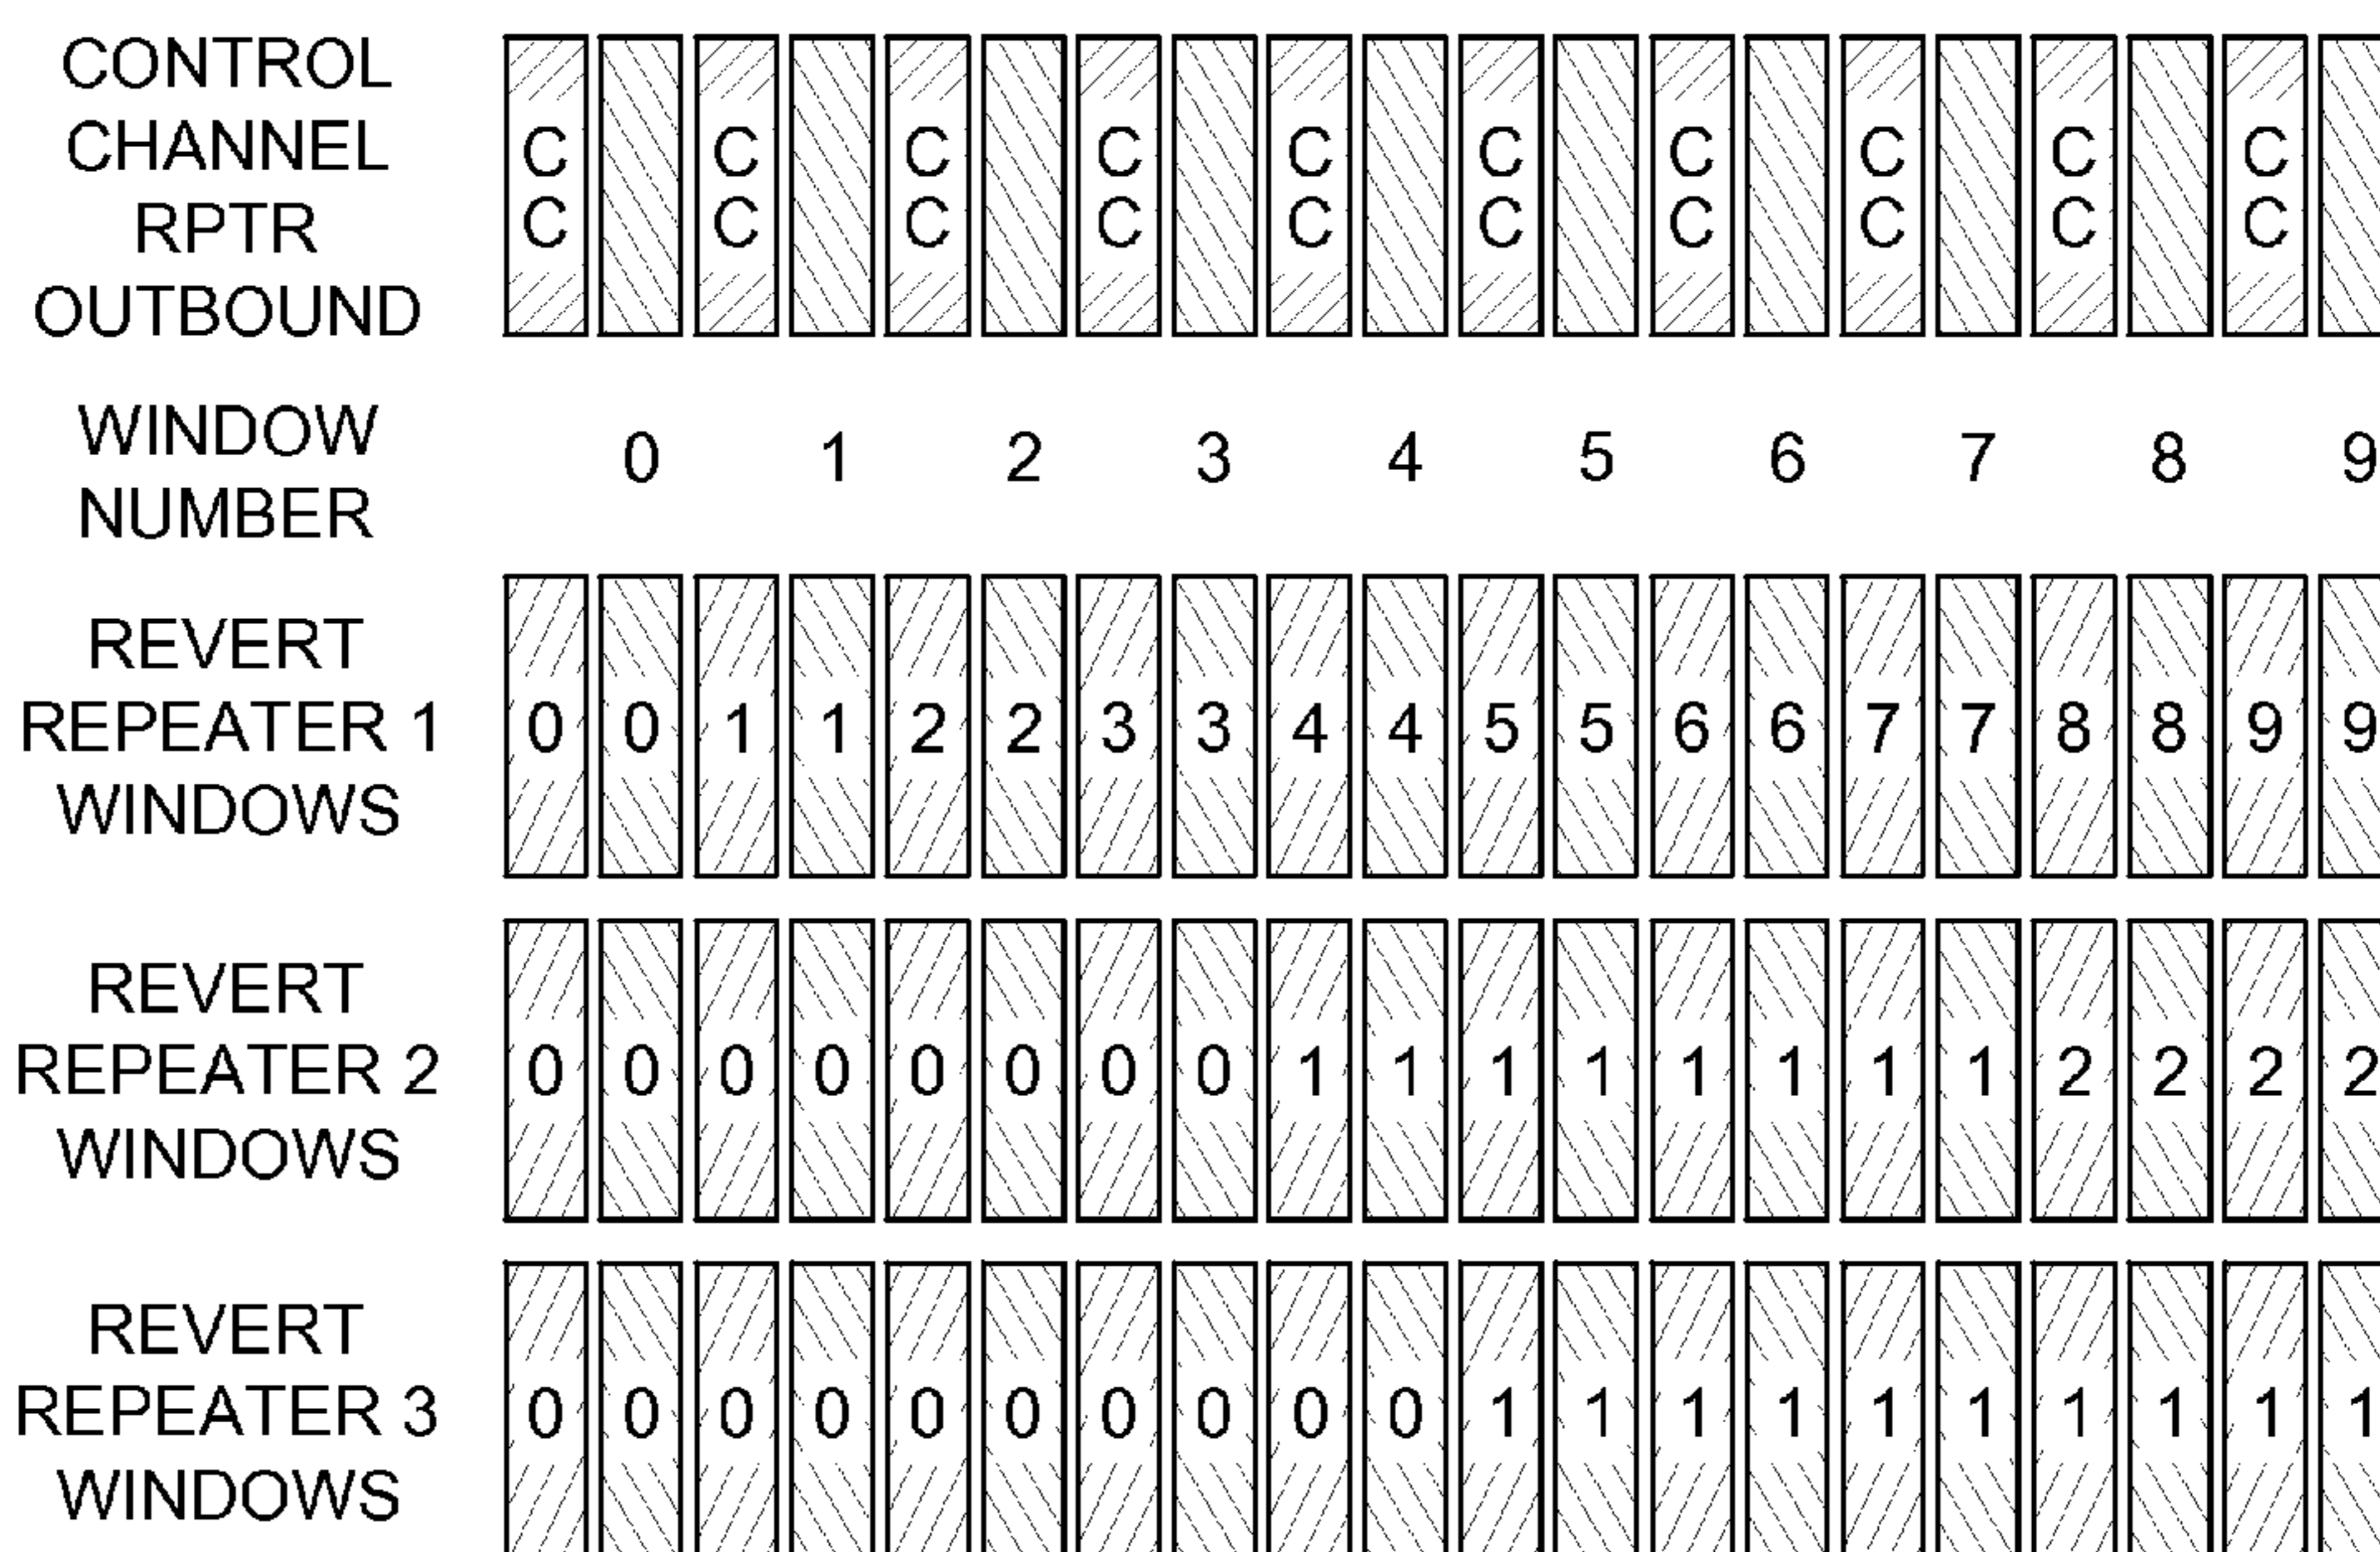 CONTROL
CHANNEL
RPTR
OUTBOUND
C C C C C C C C C C
C C C C C C C C C C
WINDOW
NUMBER
0 1 2 3 4 5 6 7 8 9
REVERT
REPEATER 1
WINDOWS
0 0 1 1 2 2 3 3 4 4 5 5 6 6 7 7 8 8 9 9
REVERT
REPEATER 2
WINDOWS
0 0 0 0 0 0 0 0 1 1 1 1 1 1 1 1 2 2 2 2
REVERT
REPEATER 3
WINDOWS
0 0 0 0 0 0 0 0 0 0 1 1 1 1 1 1 1 1 1 1